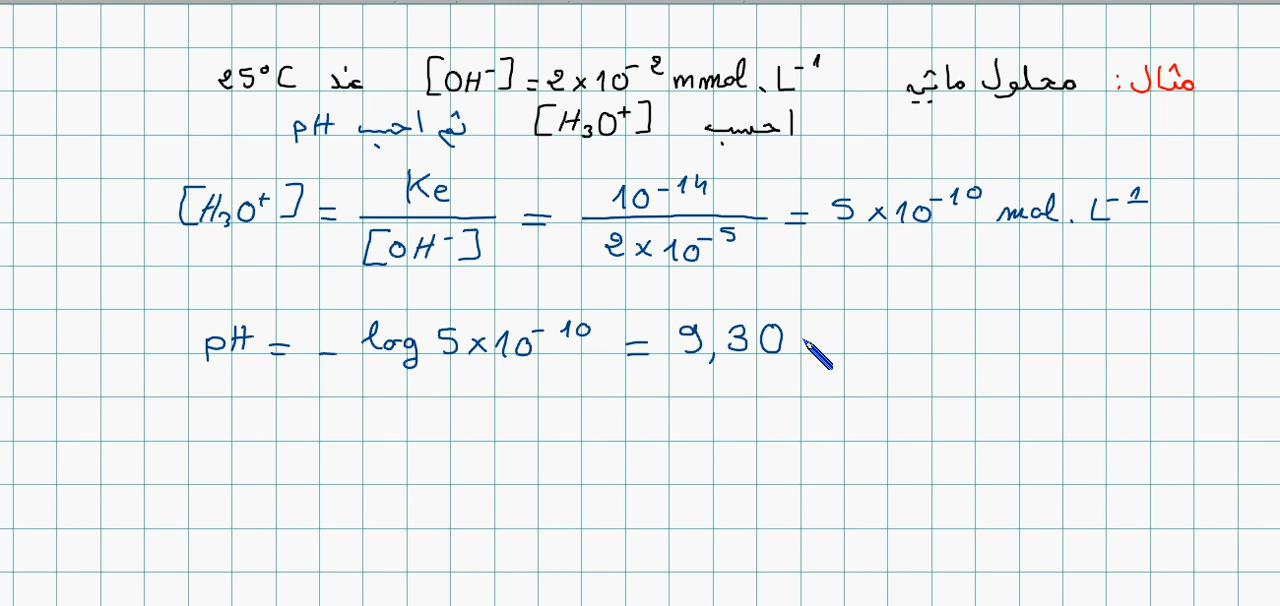 مثال: محلول مائي [OH⁻] = 2 × 10⁻² mmol . L⁻¹ عند 25°C
احسب [H₃O⁺] ثم احسب pH
[H₃O⁺] = Ke / [OH⁻] = 10⁻¹⁴ / 2 × 10⁻⁵ = 5 × 10⁻¹⁰ mol . L⁻¹
pH = - log 5 × 10⁻¹⁰ = 9,30